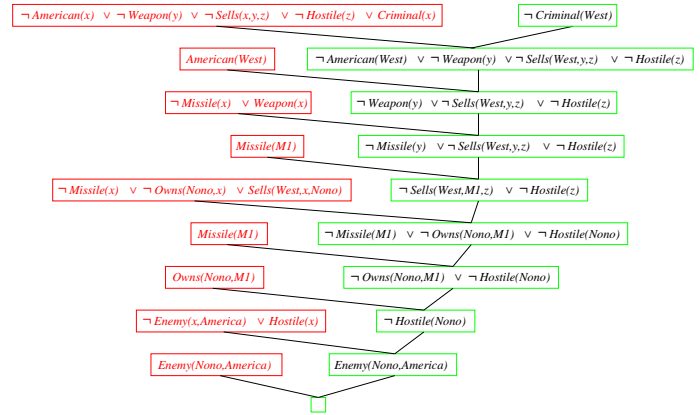 ¬ American(x) ∨ ¬ Weapon(y) ∨ ¬ Sells(x,y,z) ∨ ¬ Hostile(z) ∨ Criminal(x)
¬ Criminal(West)
American(West)
¬ American(West) ∨ ¬ Weapon(y) ∨ ¬ Sells(West,y,z) ∨ ¬ Hostile(z)
¬ Missile(x) ∨ Weapon(x)
¬ Weapon(y) ∨ ¬ Sells(West,y,z) ∨ ¬ Hostile(z)
Missile(M1)
¬ Missile(y) ∨ ¬ Sells(West,y,z) ∨ ¬ Hostile(z)
¬ Missile(x) ∨ ¬ Owns(Nono,x) ∨ Sells(West,x,Nono)
¬ Sells(West,M1,z) ∨ ¬ Hostile(z)
Missile(M1)
¬ Missile(M1) ∨ ¬ Owns(Nono,M1) ∨ ¬ Hostile(Nono)
Owns(Nono,M1)
¬ Owns(Nono,M1) ∨ ¬ Hostile(Nono)
¬ Enemy(x,America) ∨ Hostile(x)
¬ Hostile(Nono)
Enemy(Nono,America)
Enemy(Nono,America)